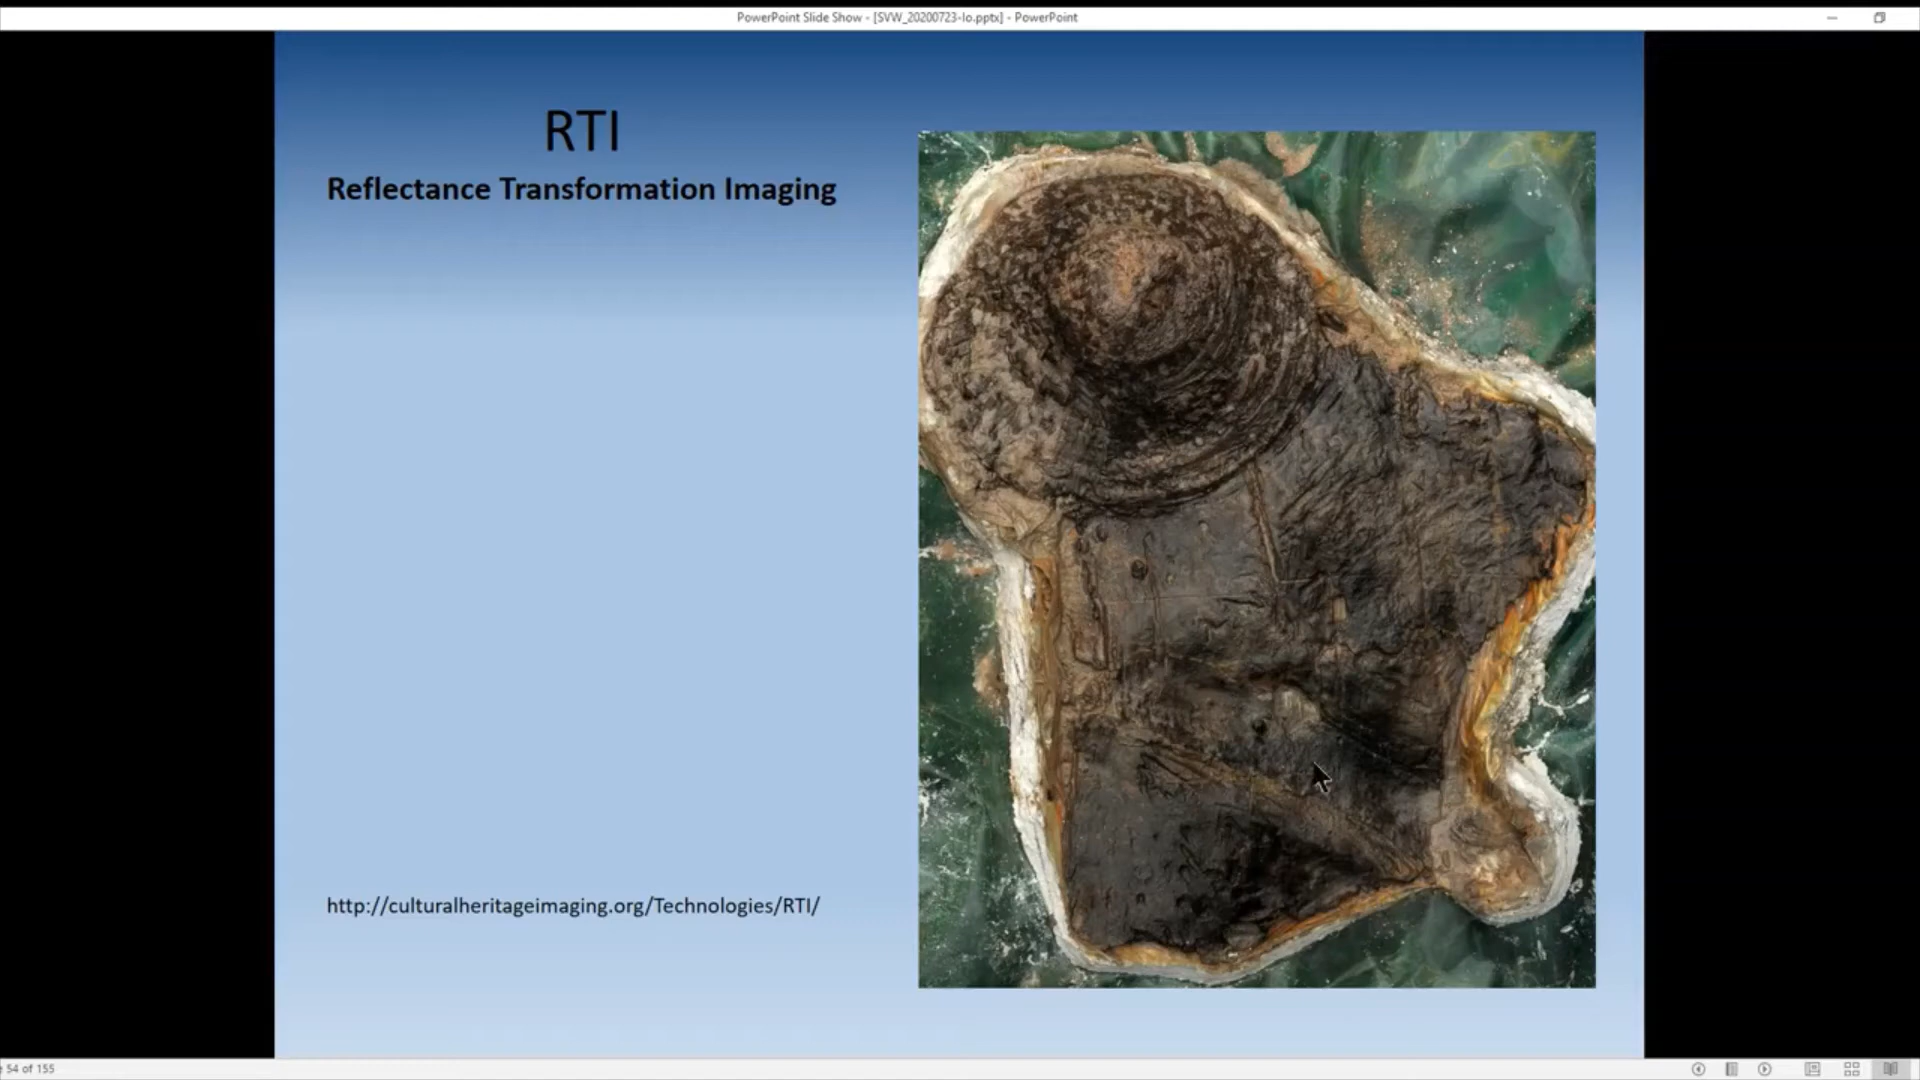 PowerPoint Slide Show - [SVW_20200723-lo.pptx] - PowerPoint
RTI
Reflectance Transformation Imaging
http://culturalheritageimaging.org/Technologies/RTI/
54 of 155